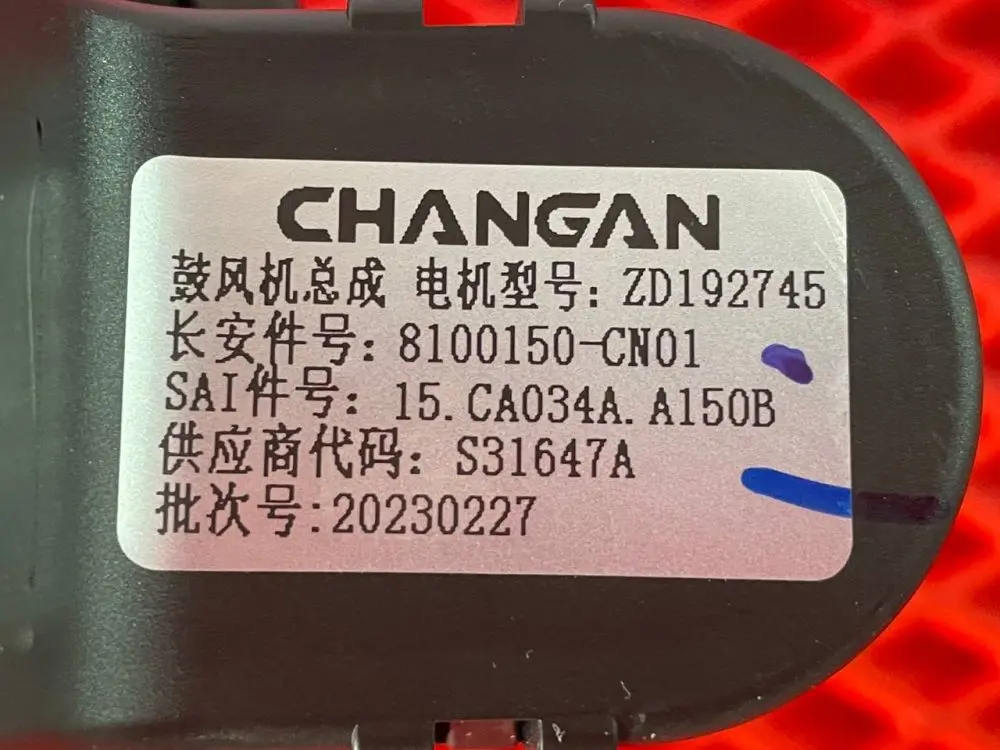 CHANGAN
鼓风机总成 电机型号: ZD192745
长安件号: 8100150-CN01
SAI件号: 15.CA034A.A150B
供应商代码: S31647A
批次号:20230227